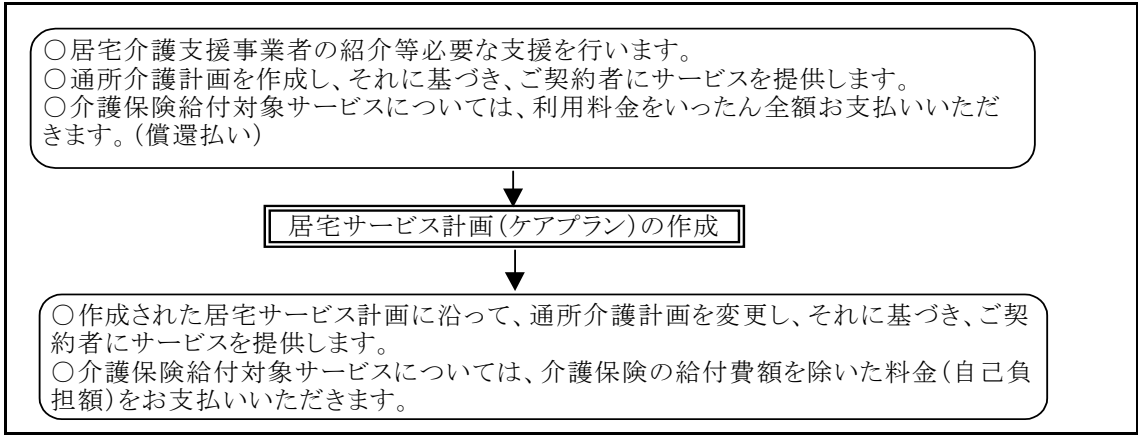 ○居宅介護支援事業者の紹介等必要な支援を行います。
○通所介護計画を作成し、それに基づき、ご契約者にサービスを提供します。
○介護保険給付対象サービスについては、利用料金をいったん全額お支払いいただ
きます。（償還払い）
居宅サービス計画（ケアプラン）の作成
○作成された居宅サービス計画に沿って、通所介護計画を変更し、それに基づき、ご契
約者にサービスを提供します。
○介護保険給付対象サービスについては、介護保険の給付費額を除いた料金（自己負
担額）をお支払いいただきます。